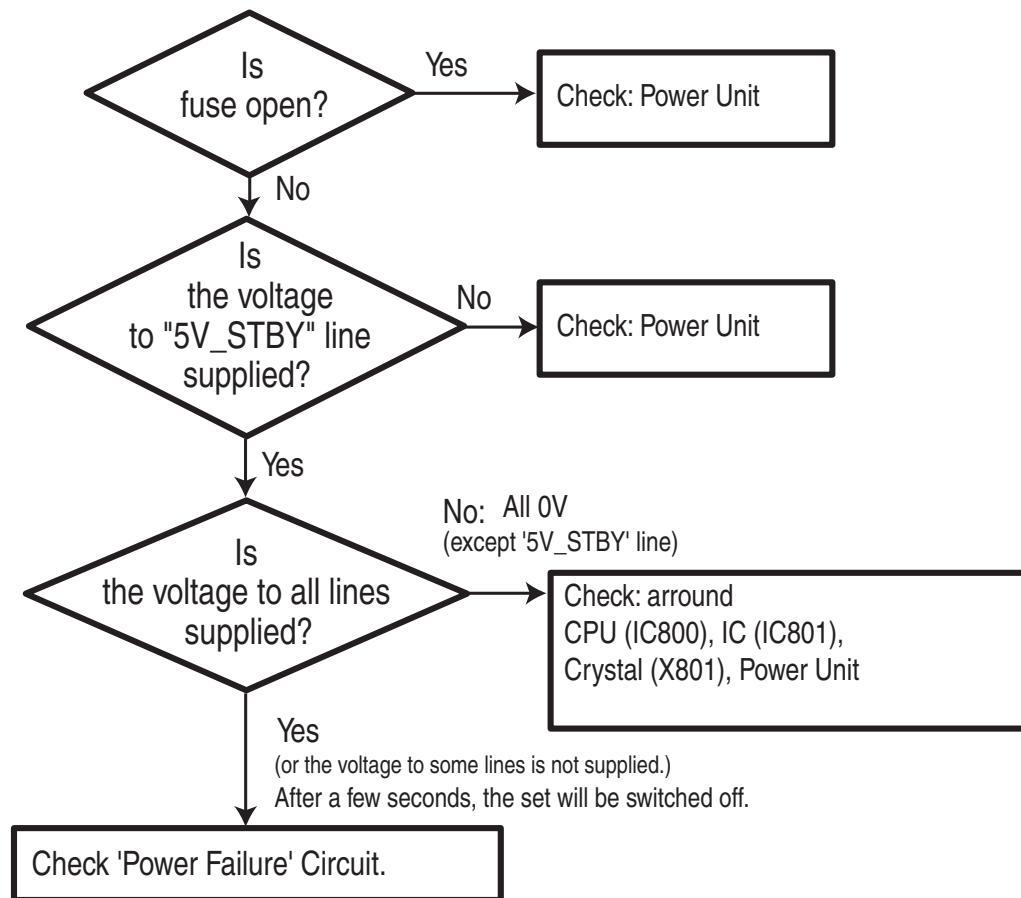 Is
fuse open?
Yes
Check: Power Unit
No
Is
the voltage
to "5V_STBY" line
supplied?
No
Check: Power Unit
Yes
No: All 0V
(except '5V_STBY' line)
Is
the voltage to all lines
supplied?
Check: arround
CPU (IC800), IC (IC801),
Crystal (X801), Power Unit
Yes
(or the voltage to some lines is not supplied.)
After a few seconds, the set will be switched off.
Check 'Power Failure' Circuit.